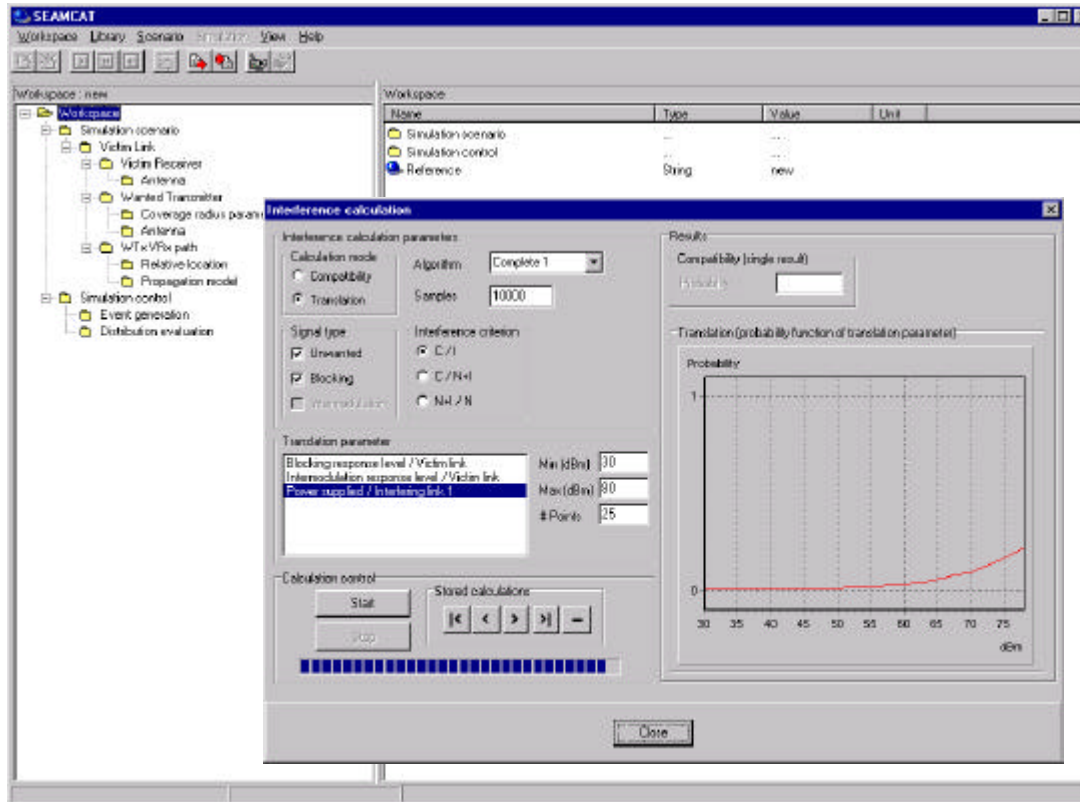 SEAMCAT
Workspace Library Scenario Simulation View Help
Workspace : new
Workspace
Simulation scenario
Victim Link
Victim Receiver
Antenna
Wanted Transmitter
Coverage radius param
Antenna
WTxVRx path
Relative location
Propagation model
Simulation control
Event generation
Distribution evaluation
Workspace
Name Type Value Unit
Simulation scenario ... ...
Simulation control ... ...
Reference String new
Interference calculation
Interference calculation parameters
Calculation mode
Compatibility
Translation
Algorithm Complete 1
Samples 10000
Signal type
Unwanted
Blocking
Intermodulation
Interference criterion
C / I
C / N+I
N+I / N
Translation parameter
Blocking response level / Victim link
Intermodulation response level / Victim link
Power supplied / Interfering link 1
Min (dBm) 30
Max (dBm) 80
# Points 25
Calculation control
Start
Stop
Stored calculations
|< < > >| −
Results
Compatibility (single result)
Probability
Translation (probability function of translation parameter)
Probability
1
0
30 35 40 45 50 55 60 65 70 75
dBm
Close